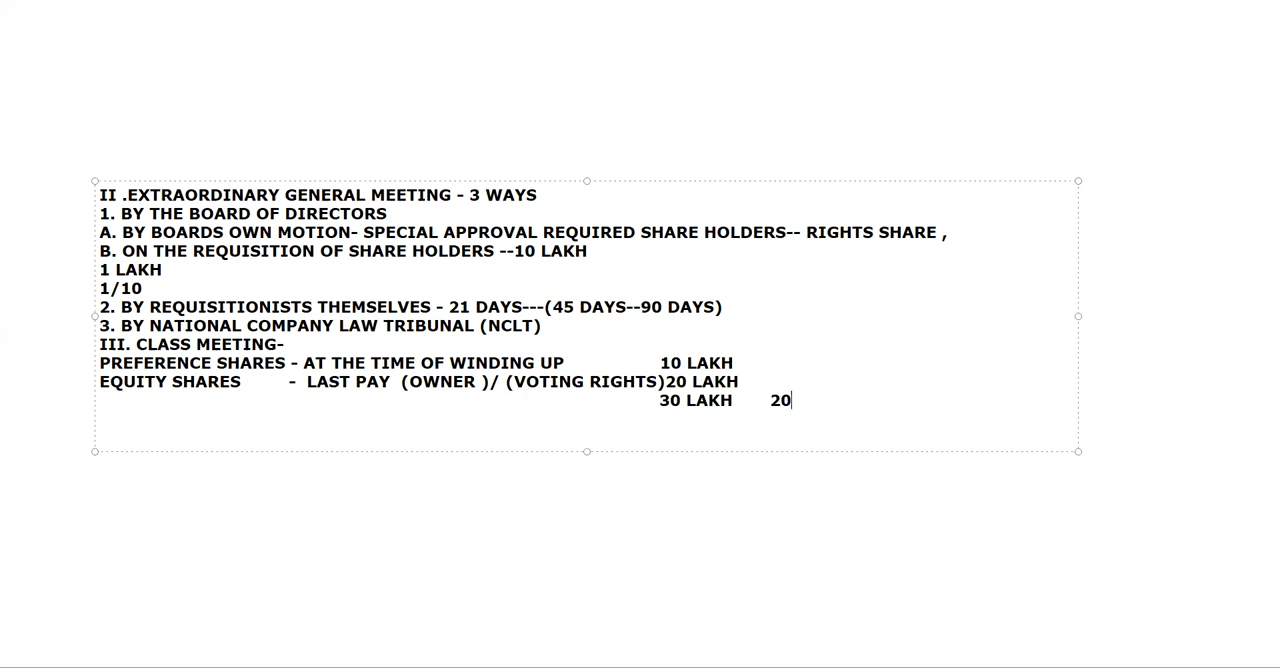 II .EXTRAORDINARY GENERAL MEETING - 3 WAYS
1. BY THE BOARD OF DIRECTORS
A. BY BOARDS OWN MOTION- SPECIAL APPROVAL REQUIRED SHARE HOLDERS-- RIGHTS SHARE ,
B. ON THE REQUISITION OF SHARE HOLDERS --10 LAKH
1 LAKH
1/10
2. BY REQUISITIONISTS THEMSELVES - 21 DAYS---(45 DAYS--90 DAYS)
3. BY NATIONAL COMPANY LAW TRIBUNAL (NCLT)
III. CLASS MEETING-
PREFERENCE SHARES - AT THE TIME OF WINDING UP 10 LAKH
EQUITY SHARES - LAST PAY (OWNER )/ (VOTING RIGHTS)20 LAKH
30 LAKH 20